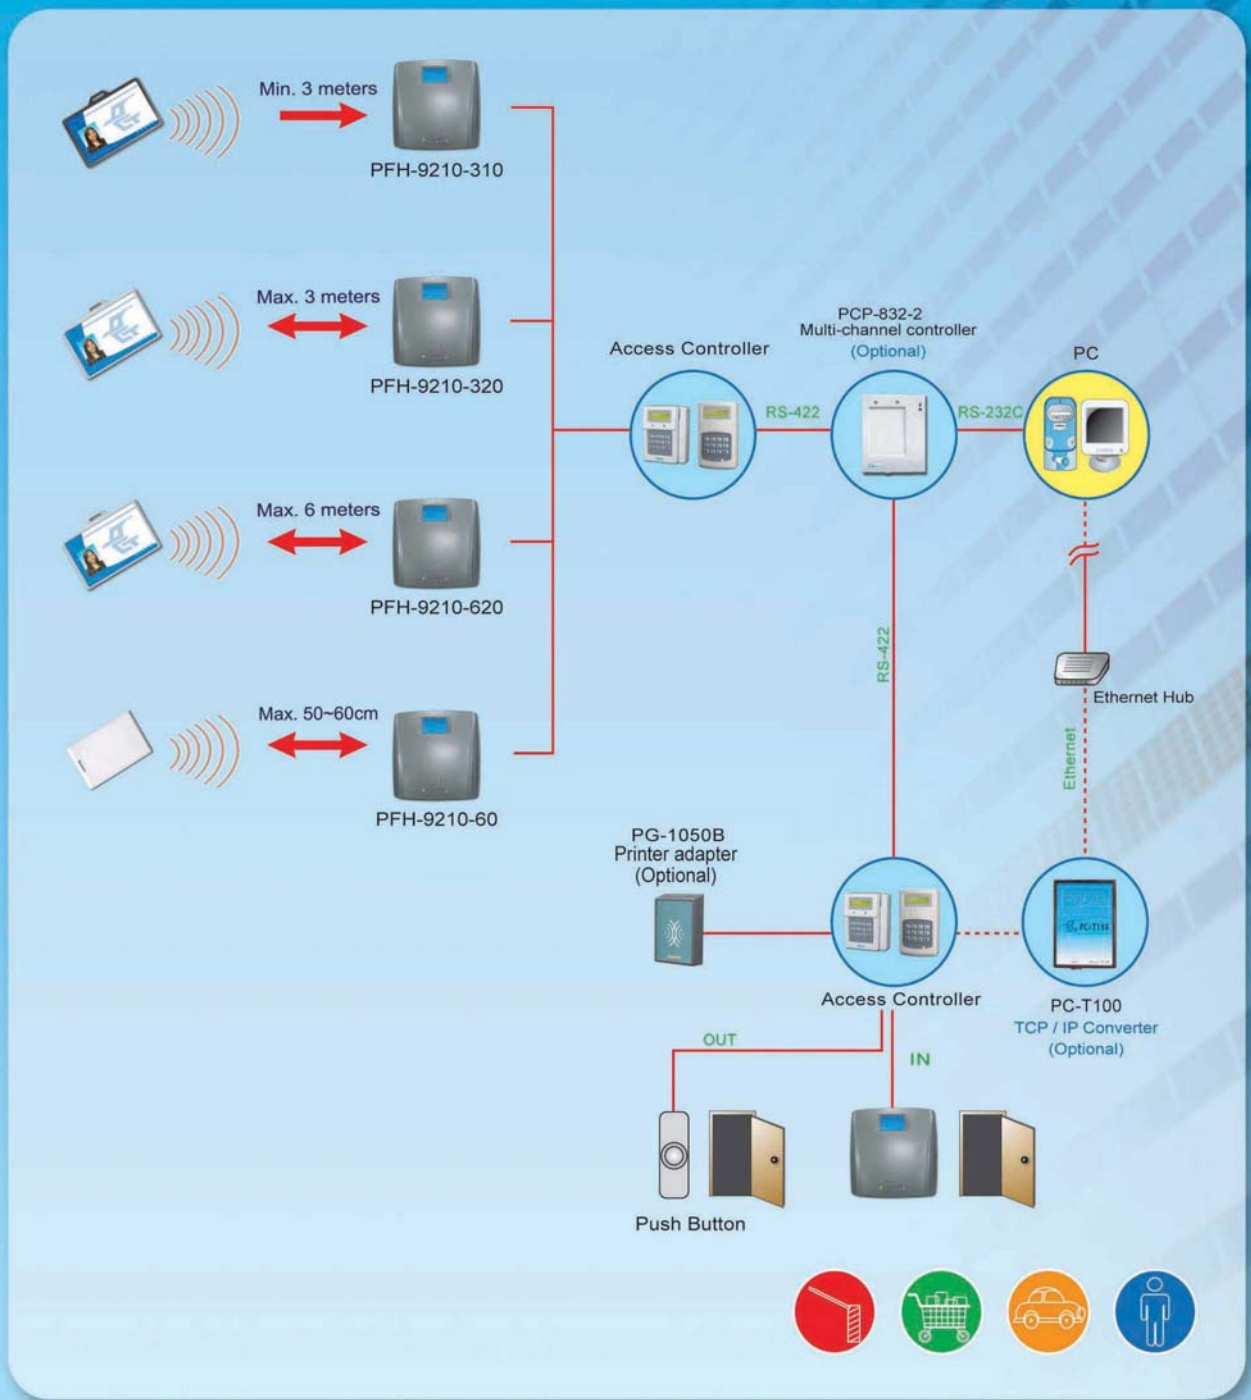 Min. 3 meters
PFH-9210-310
Max. 3 meters
PFH-9210-320
Max. 6 meters
PFH-9210-620
Max. 50~60cm
PFH-9210-60
Access Controller
RS-422
PCP-832-2
Multi-channel controller
(Optional)
RS-232C
PC
RS-422
Ethernet Hub
Ethernet
PG-1050B
Printer adapter
(Optional)
Access Controller
PC-T100
PC-T100
TCP / IP Converter
(Optional)
OUT
IN
Push Button